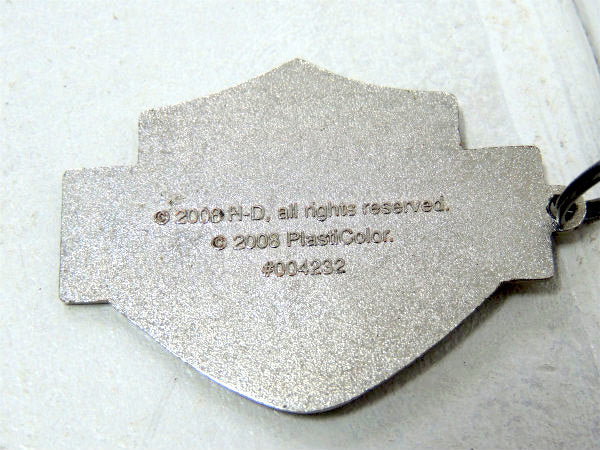 © 2008 H-D, all rights reserved.
© 2008 PlastiColor.
#004232